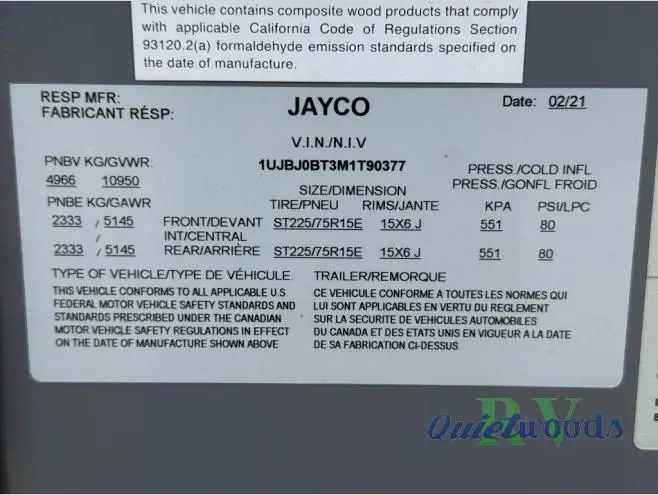 This vehicle contains composite wood products that comply
with applicable California Code of Regulations Section
93120.2(a) formaldehyde emission standards specified on
the date of manufacture.
RESP MFR:
FABRICANT RÉSP:
JAYCO
Date: 02/21
V.I.N./N.I.V
1UJBJ0BT3M1T90377
PNBV KG/GVWR:
4966 10950
PRESS./COLD INFL
PRESS./GONFL FROID
SIZE/DIMENSION
PNBE KG/GAWR TIRE/PNEU RIMS/JANTE KPA PSI/LPC
2333 / 5145 FRONT/DEVANT ST225/75R15E 15X6 J 551 80
/ INT/CENTRAL
2333 / 5145 REAR/ARRIÈRE ST225/75R15E 15X6 J 551 80
TYPE OF VEHICLE/TYPE DE VÉHICULE: TRAILER/REMORQUE
THIS VEHICLE CONFORMS TO ALL APPLICABLE U.S
FEDERAL MOTOR VEHICLE SAFETY STANDARDS AND
STANDARDS PRESCRIBED UNDER THE CANADIAN
MOTOR VEHICLE SAFETY REGULATIONS IN EFFECT
ON THE DATE OF MANUFACTURE SHOWN ABOVE
CE VEHICULE CONFORME A TOUTES LES NORMES QUI
LUI SONT APPLICABLES EN VERTU DU REGLEMENT
SUR LA SECURITE DE VEHICULES AUTOMOBILES
DU CANADA ET DES ETATS UNIS EN VIGUEUR A LA DATE
DE SA FABRICATION CI-DESSUS.
Quietwoods
RV